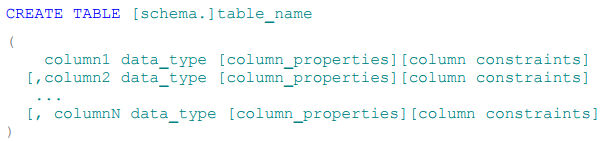 CREATE TABLE [schema.]table_name
(
column1 data_type [column_properties][column constraints]
[,column2 data_type [column_properties][column constraints]
...
[, columnN data_type [column_properties][column constraints]
)